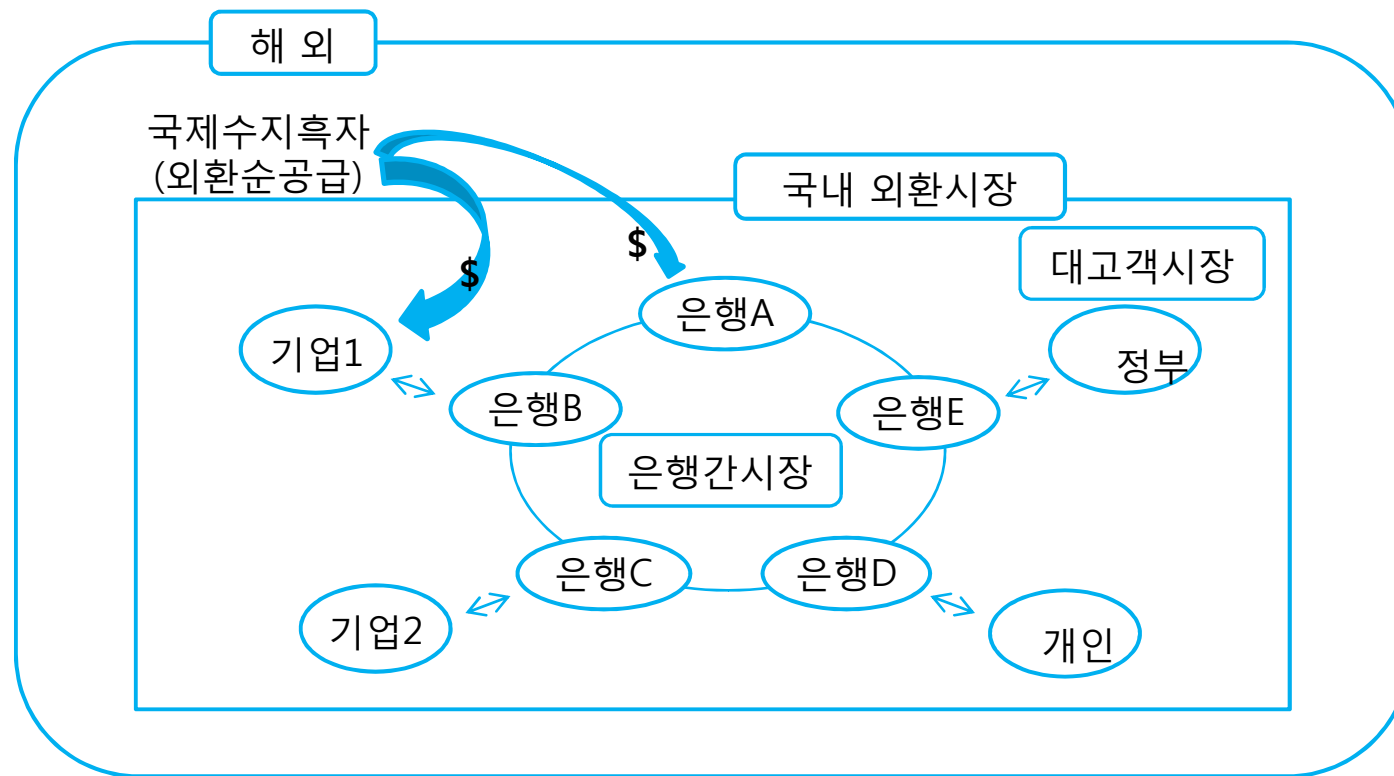 해 외
국제수지흑자
(외환순공급)
국내 외환시장
대고객시장
$
$
은행A
기업1
정부
은행B
은행E
은행간시장
은행C
은행D
기업2
개인